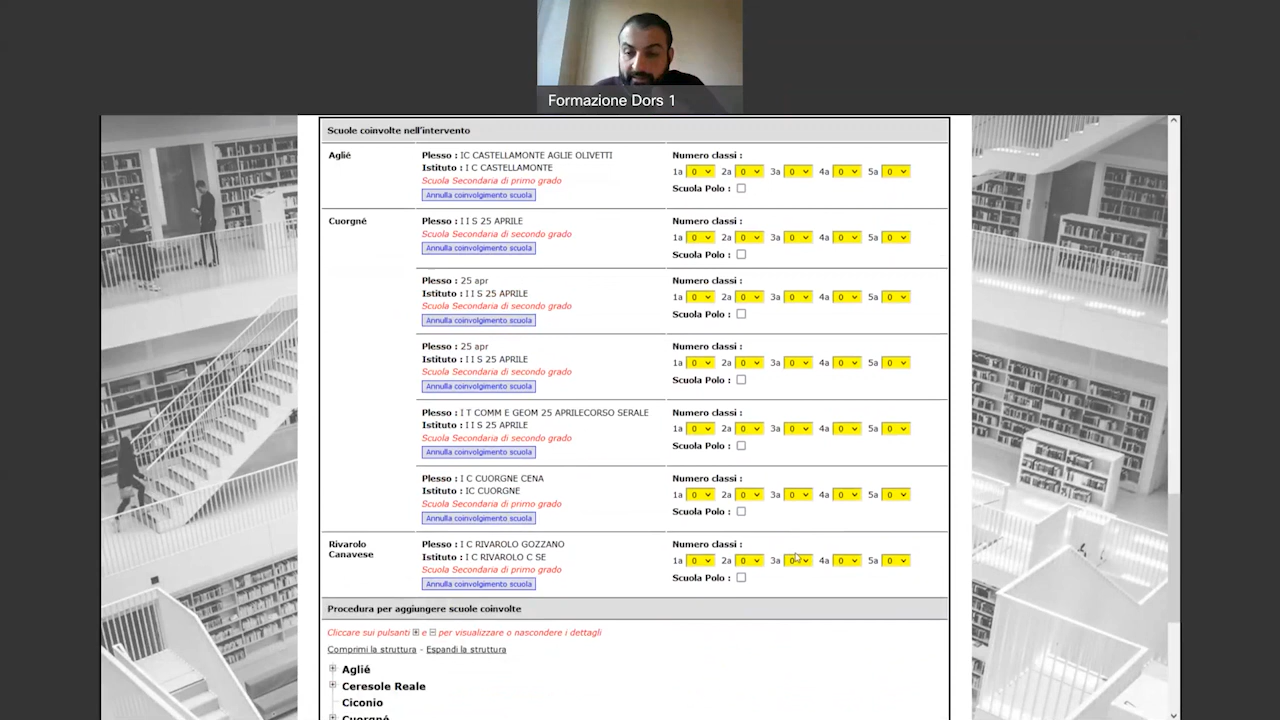 Formazione Dors 1
Scuole coinvolte nell'intervento
Aglié
Plesso : IC CASTELLAMONTE AGLIE OLIVETTI
Istituto : I C CASTELLAMONTE
Scuola Secondaria di primo grado
Annulla coinvolgimento scuola
Numero classi :
1a 0 2a 0 3a 0 4a 0 5a 0
Scuola Polo :
Cuorgné
Plesso : I I S 25 APRILE
Scuola Secondaria di secondo grado
Annulla coinvolgimento scuola
Numero classi :
1a 0 2a 0 3a 0 4a 0 5a 0
Scuola Polo :
Plesso : 25 apr
Istituto : I I S 25 APRILE
Scuola Secondaria di secondo grado
Annulla coinvolgimento scuola
Numero classi :
1a 0 2a 0 3a 0 4a 0 5a 0
Scuola Polo :
Plesso : 25 apr
Istituto : I I S 25 APRILE
Scuola Secondaria di secondo grado
Annulla coinvolgimento scuola
Numero classi :
1a 0 2a 0 3a 0 4a 0 5a 0
Scuola Polo :
Plesso : I T COMM E GEOM 25 APRILECORSO SERALE
Istituto : I I S 25 APRILE
Scuola Secondaria di secondo grado
Annulla coinvolgimento scuola
Numero classi :
1a 0 2a 0 3a 0 4a 0 5a 0
Scuola Polo :
Plesso : I C CUORGNE CENA
Istituto : IC CUORGNE
Scuola Secondaria di primo grado
Annulla coinvolgimento scuola
Numero classi :
1a 0 2a 0 3a 0 4a 0 5a 0
Scuola Polo :
Rivarolo
Canavese
Plesso : I C RIVAROLO GOZZANO
Istituto : I C RIVAROLO C SE
Scuola Secondaria di primo grado
Annulla coinvolgimento scuola
Numero classi :
1a 0 2a 0 3a 0 4a 0 5a 0
Scuola Polo :
Procedura per aggiungere scuole coinvolte
Cliccare sui pulsanti e per visualizzare o nascondere i dettagli
Comprimi la struttura - Espandi la struttura
Aglié
Ceresole Reale
Ciconio
Cuorgné